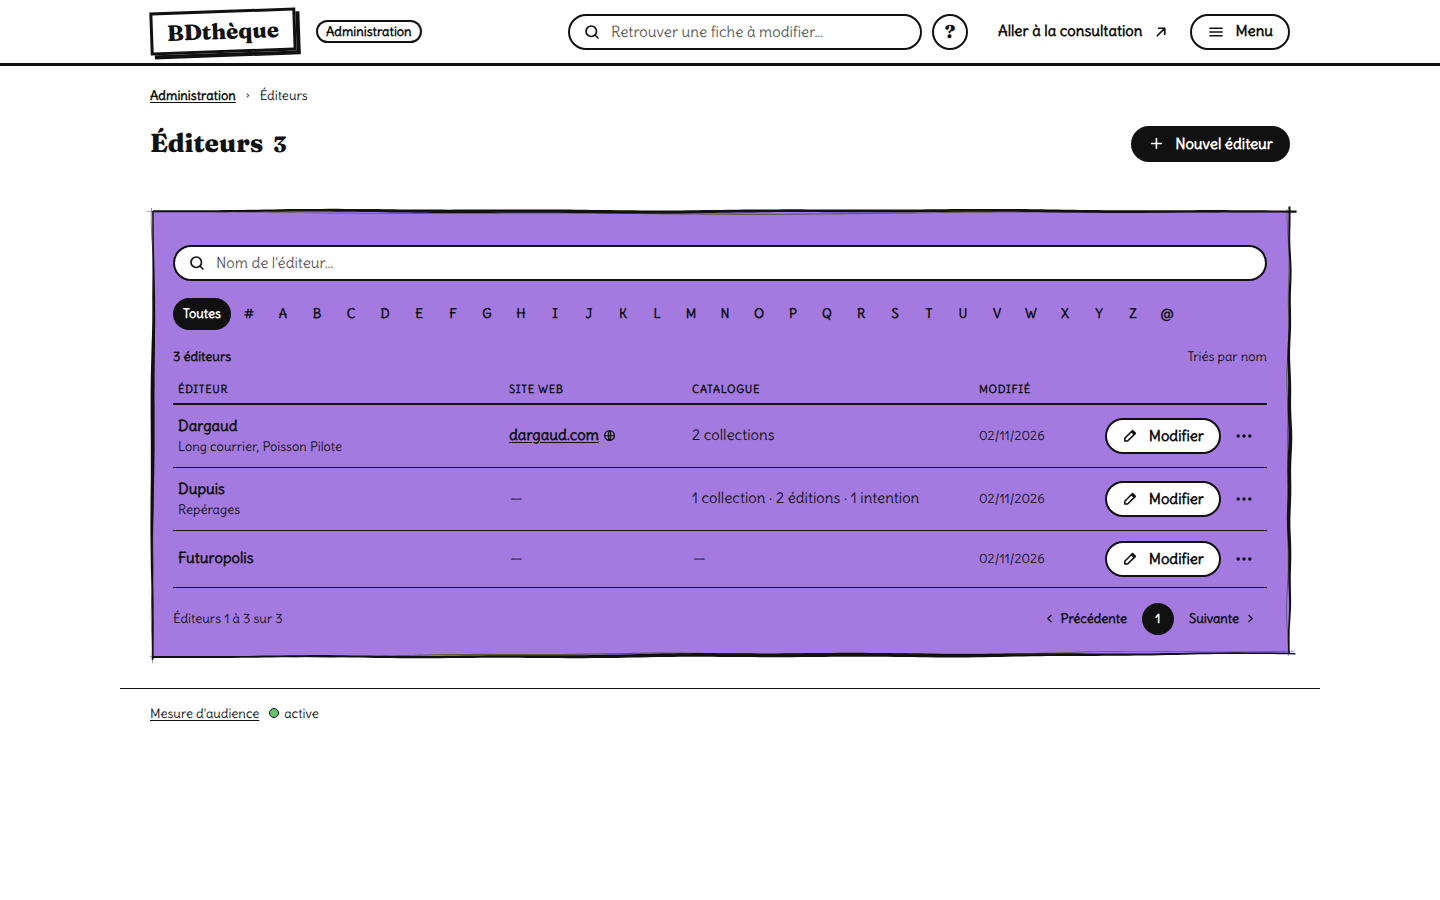 BDthèque
Administration
Retrouver une fiche à modifier...
?
Aller à la consultation
Menu
Administration › Éditeurs
Éditeurs 3
Nouvel éditeur
Nom de l'éditeur...
Toutes # A B C D E F G H I J K L M N O P Q R S T U V W X Y Z @
3 éditeurs
Triés par nom
ÉDITEUR SITE WEB CATALOGUE MODIFIÉ
Dargaud
Long courrier, Poisson Pilote
dargaud.com
2 collections
02/11/2026
Modifier
Dupuis
Repérages
—
1 collection · 2 éditions · 1 intention
02/11/2026
Modifier
Futuropolis
—
—
02/11/2026
Modifier
Éditeurs 1 à 3 sur 3
‹ Précédente 1 Suivante ›
Mesure d'audience active